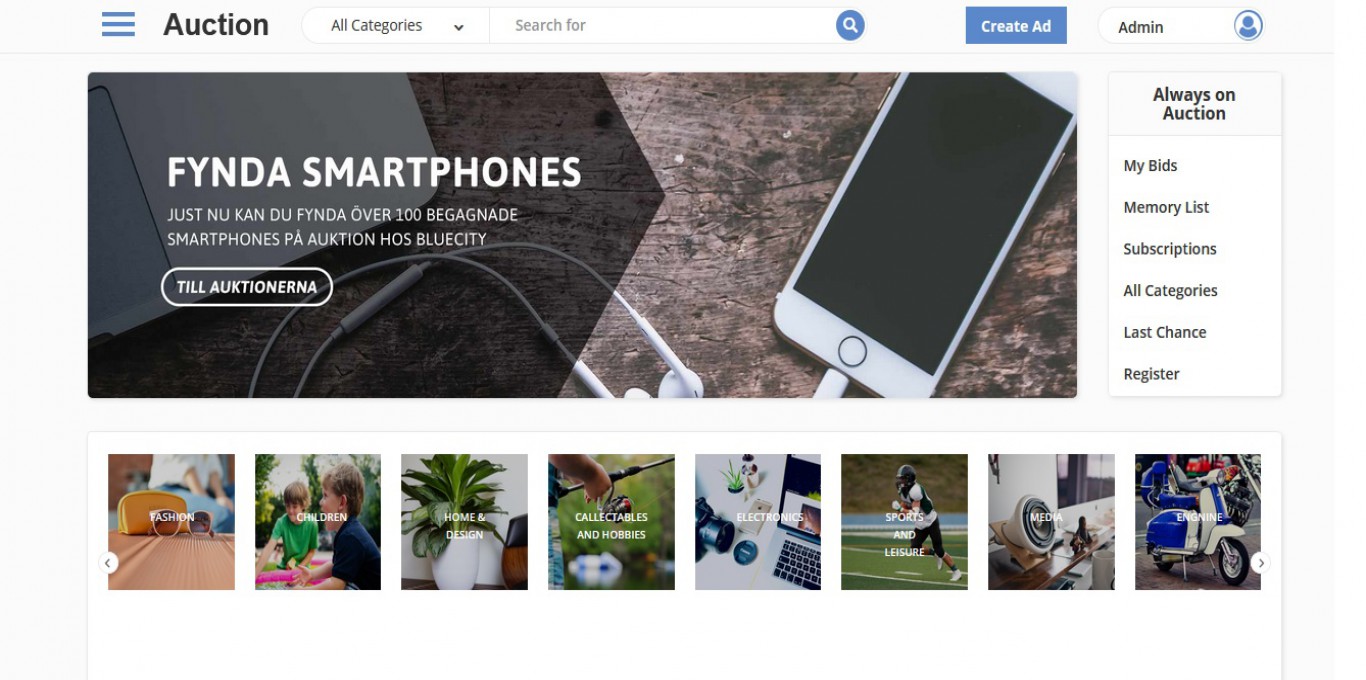 Auction
All Categories
Search for
Create Ad
Admin
FYNDA SMARTPHONES
JUST NU KAN DU FYNDA ÖVER 100 BEGAGNADE
SMARTPHONES PÅ AUKTION HOS BLUECITY
TILL AUKTIONERNA
Always on
Auction
My Bids
Memory List
Subscriptions
All Categories
Last Chance
Register
FASHION
CHILDREN
HOME &
DESIGN
CALLECTABLES
AND HOBBIES
ELECTRONICS
SPORTS
AND
LEISURE
MEDIA
ENGNINE